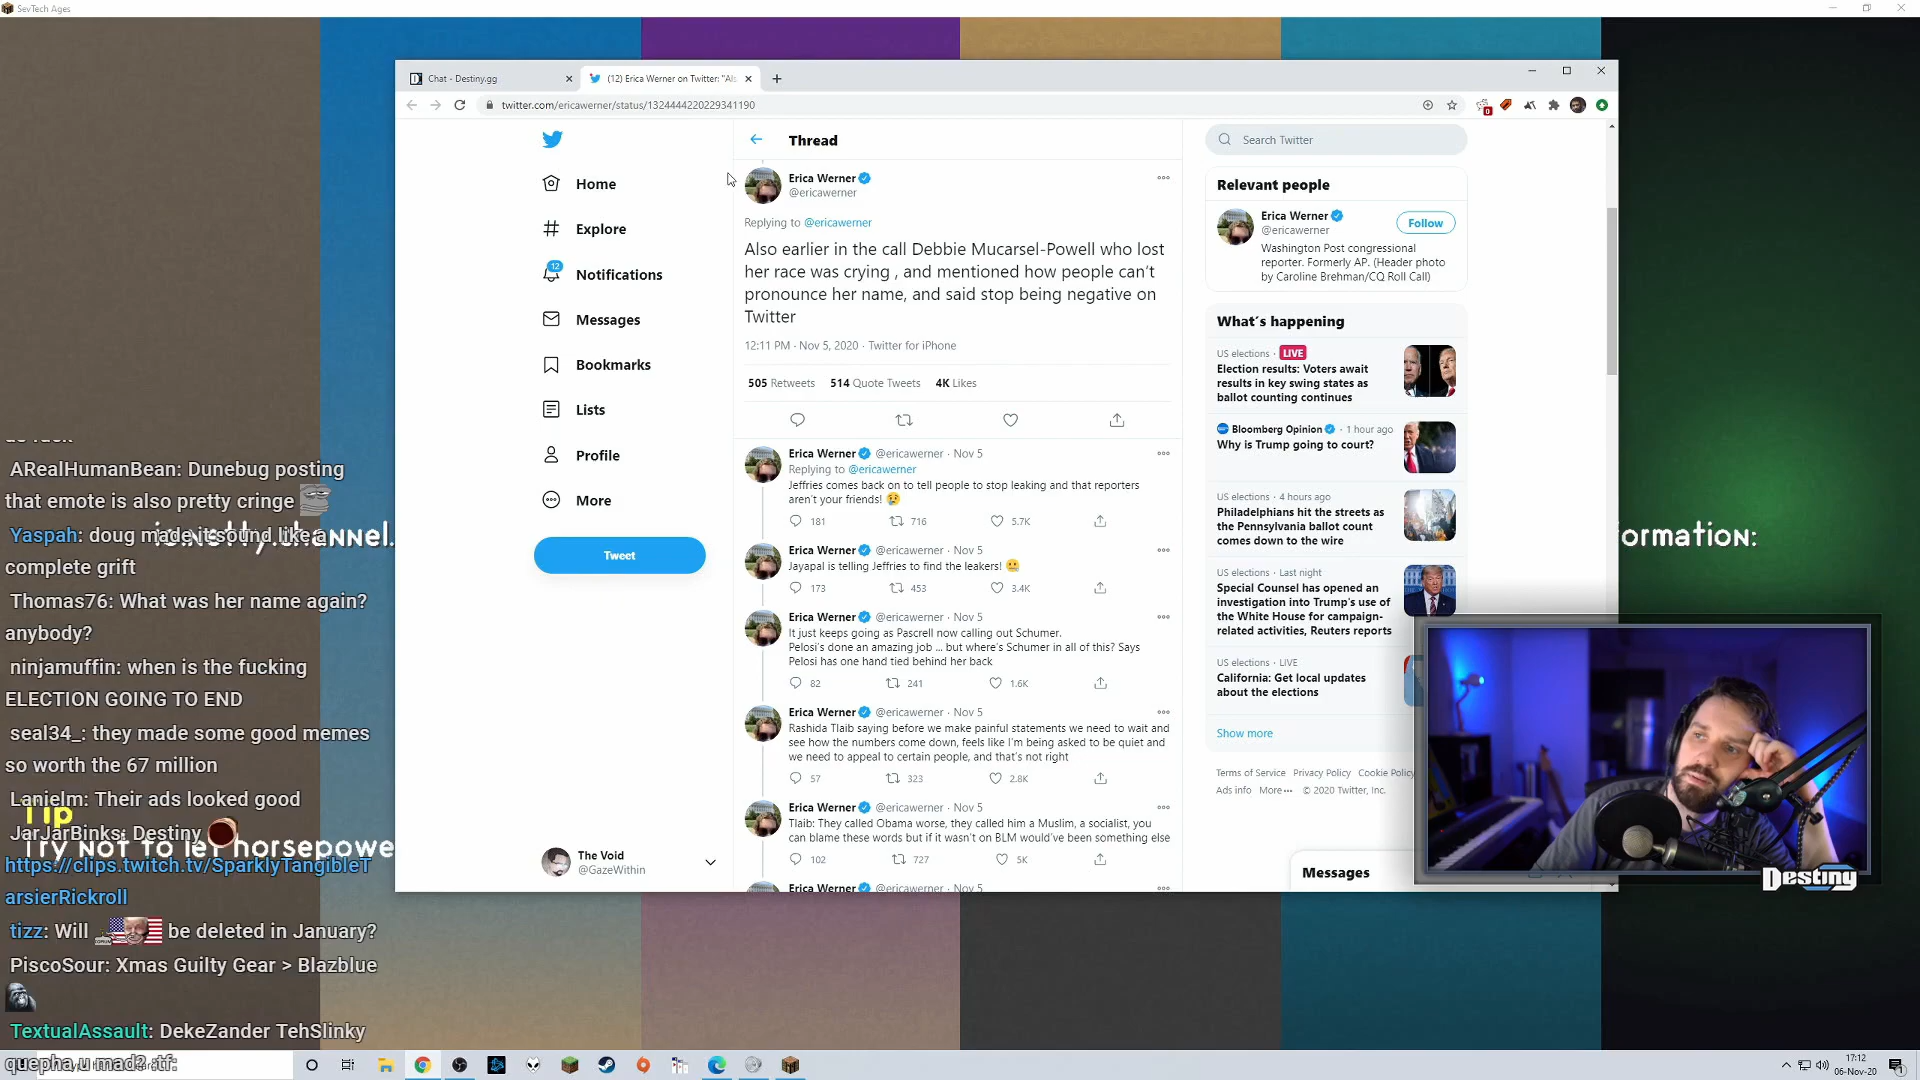 SevTech Ages
Chat - Destiny.gg
(12) Erica Werner on Twitter: "Als
twitter.com/ericawerner/status/1324444220229341190
Home
Explore
12
Notifications
Messages
Bookmarks
Lists
Profile
More
Tweet
The Void
@GazeWithin
Thread
Erica Werner
@ericawerner
Replying to @ericawerner
Also earlier in the call Debbie Mucarsel-Powell who lost
her race was crying , and mentioned how people can't
pronounce her name, and said stop being negative on
Twitter
12:11 PM · Nov 5, 2020 · Twitter for iPhone
505 Retweets 514 Quote Tweets 4K Likes
Erica Werner @ericawerner · Nov 5
Replying to @ericawerner
Jeffries comes back on to tell people to stop leaking and that reporters
aren't your friends! 😢
181 716 5.7K
Erica Werner @ericawerner · Nov 5
Jayapal is telling Jeffries to find the leakers! 🤐
173 453 3.4K
Erica Werner @ericawerner · Nov 5
It just keeps going as Pascrell now calling out Schumer.
Pelosi's done an amazing job ... but where's Schumer in all of this? Says
Pelosi has one hand tied behind her back
82 241 1.6K
Erica Werner @ericawerner · Nov 5
Rashida Tlaib saying before we make painful statements we need to wait and
see how the numbers come down, feels like I'm being asked to be quiet and
we need to appeal to certain people, and that's not right
57 323 2.8K
Erica Werner @ericawerner · Nov 5
Tlaib: They called Obama worse, they called him a Muslim, a socialist, you
can blame these words but if it wasn't on BLM would've been something else
102 727 5K
Erica Werner @ericawerner · Nov 5
Search Twitter
Relevant people
Erica Werner
@ericawerner
Follow
Washington Post congressional
reporter. Formerly AP. (Header photo
by Caroline Brehman/CQ Roll Call)
What's happening
US elections · LIVE
Election results: Voters await
results in key swing states as
ballot counting continues
Bloomberg Opinion · 1 hour ago
Why is Trump going to court?
US elections · 4 hours ago
Philadelphians hit the streets as
the Pennsylvania ballot count
comes down to the wire
US elections · Last night
Special Counsel has opened an
investigation into Trump's use of
the White House for campaign-
related activities, Reuters reports
US elections · LIVE
California: Get local updates
about the elections
Show more
Terms of Service Privacy Policy Cookie Policy
Ads info More ··· © 2020 Twitter, Inc.
Messages
Destiny
ARealHumanBean: Dunebug posting
that emote is also pretty cringe
Yaspah: doug made it sound like a
complete grift
Thomas76: What was her name again?
anybody?
ninjamuffin: when is the fucking
ELECTION GOING TO END
seal34_: they made some good memes
so worth the 67 million
Lanielm: Their ads looked good
JarJarBinks: Destiny
https://clips.twitch.tv/SparklyTangibleT
arsierRickroll
tizz: Will be deleted in January?
PiscoSour: Xmas Guilty Gear > Blazblue
TextualAssault: DekeZander TehSlinky
quepha,u mad? :tf:
channel.
ormation:
Tip
Try not to let horsepowe
17:12
06-Nov-20